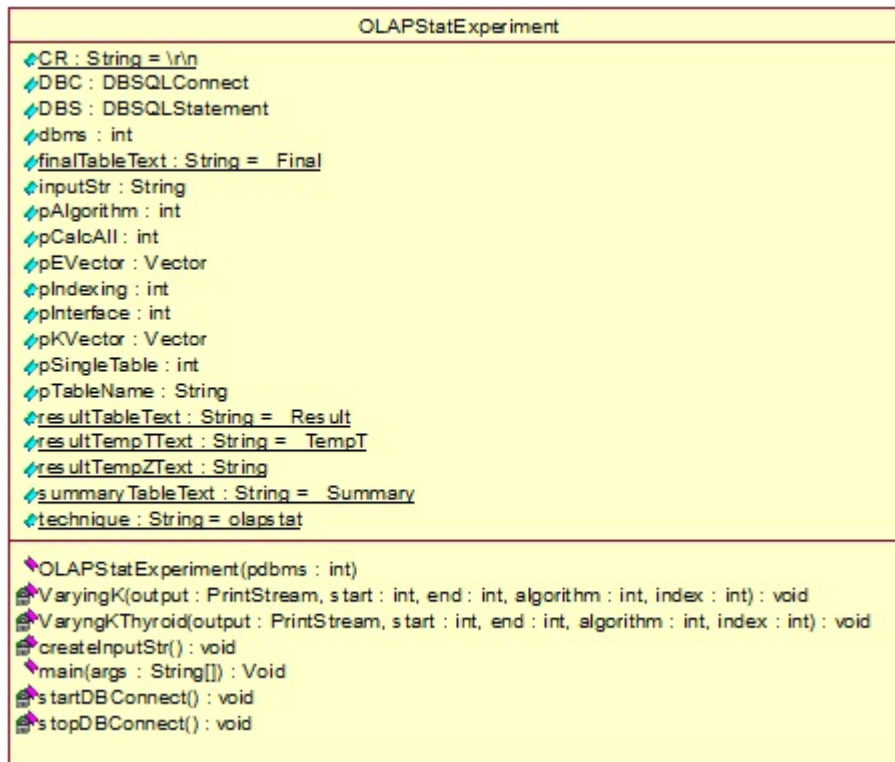 OLAPStatExperiment
CR : String = \r\n
DBC : DBSQLConnect
DBS : DBSQLStatement
dbms : int
finalTableText : String = _Final
inputStr : String
pAlgorithm : int
pCalcAll : int
pEVector : Vector
pIndexing : int
pInterface : int
pKVector : Vector
pSingleTable : int
pTableName : String
resultTableText : String = _Result
resultTempTText : String = _TempT
resultTempZText : String
summaryTableText : String = _Summary
technique : String = olapstat
OLAPStatExperiment(pdbms : int)
VaryingK(output : PrintStream, start : int, end : int, algorithm : int, index : int) : void
VaryngKThyroid(output : PrintStream, start : int, end : int, algorithm : int, index : int) : void
createInputStr() : void
main(args : String[]) : Void
startDBConnect() : void
stopDBConnect() : void